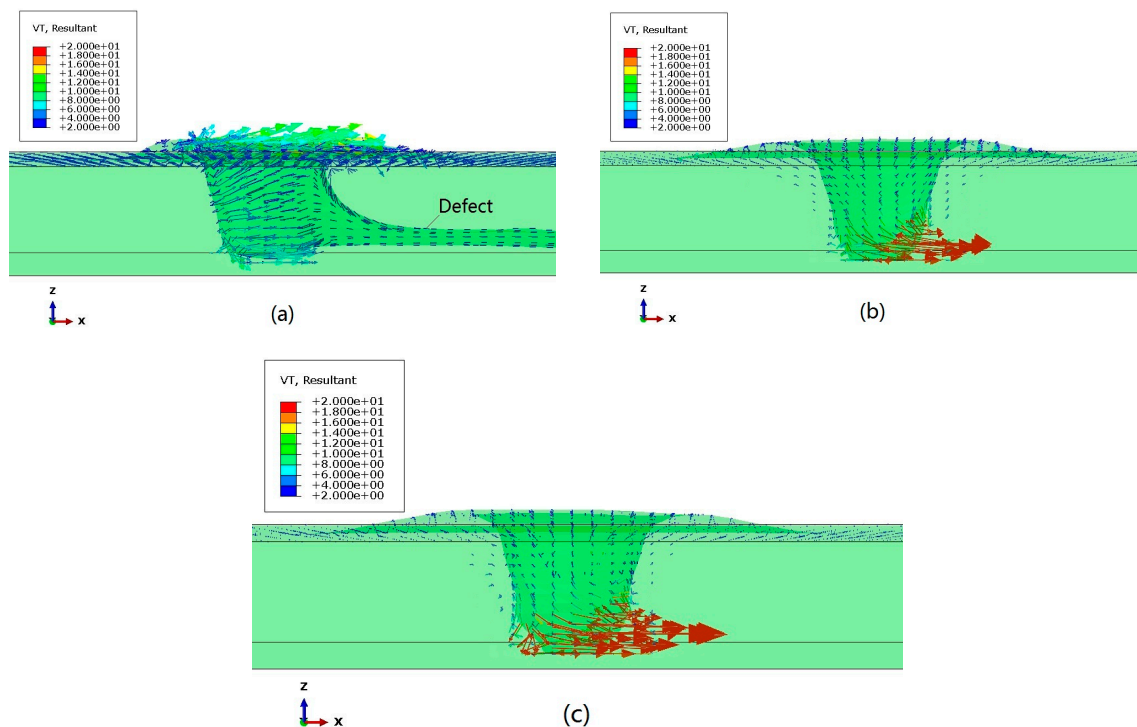 VT, Resultant
+2.000e+01
+1.800e+01
+1.600e+01
+1.400e+01
+1.200e+01
+1.000e+01
+8.000e+00
+6.000e+00
+4.000e+00
+2.000e+00
Defect
z
x
(a)
VT, Resultant
+2.000e+01
+1.800e+01
+1.600e+01
+1.400e+01
+1.200e+01
+1.000e+01
+8.000e+00
+6.000e+00
+4.000e+00
+2.000e+00
z
x
(b)
VT, Resultant
+2.000e+01
+1.800e+01
+1.600e+01
+1.400e+01
+1.200e+01
+1.000e+01
+8.000e+00
+6.000e+00
+4.000e+00
+2.000e+00
z
x
(c)